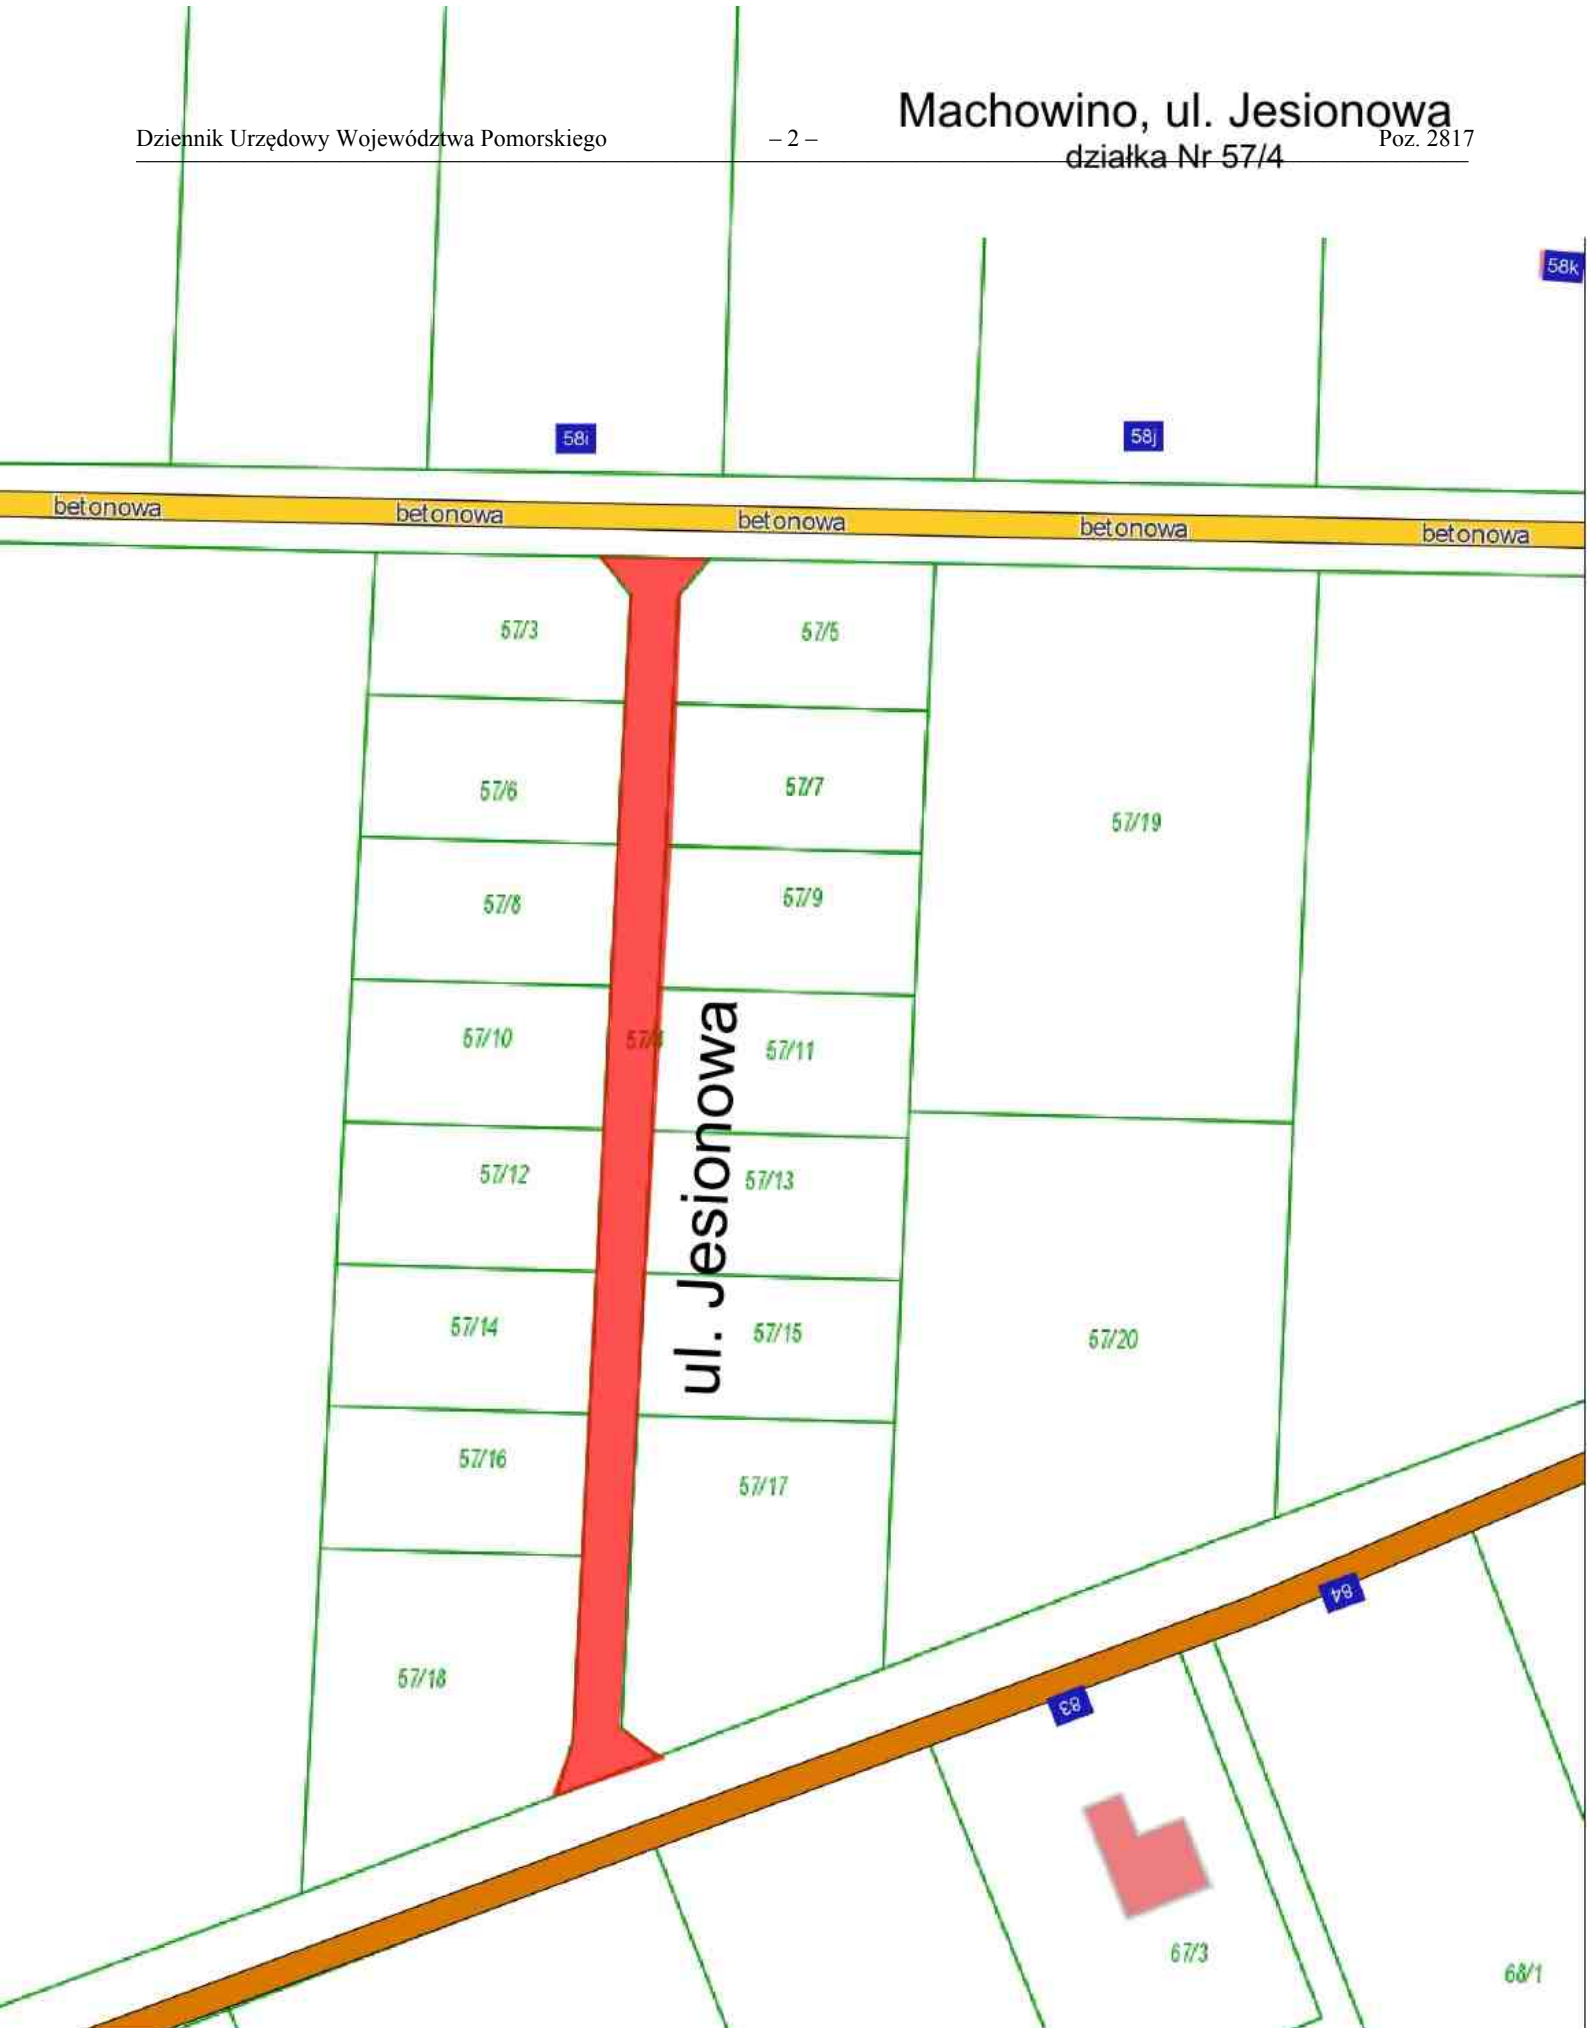 Machowino, ul. Jesionowa
Dziennik Urzędowy Województwa Pomorskiego – 2 – Poz. 2817
działka Nr 57/4
58k
58i
58j
betonowa betonowa betonowa betonowa betonowa
57/3
57/5
57/6
57/7
57/19
57/8
57/9
57/10
57/4
57/11
ul. Jesionowa
57/12
57/13
57/14
57/15
57/20
57/16
57/17
84
57/18
83
67/3
68/1